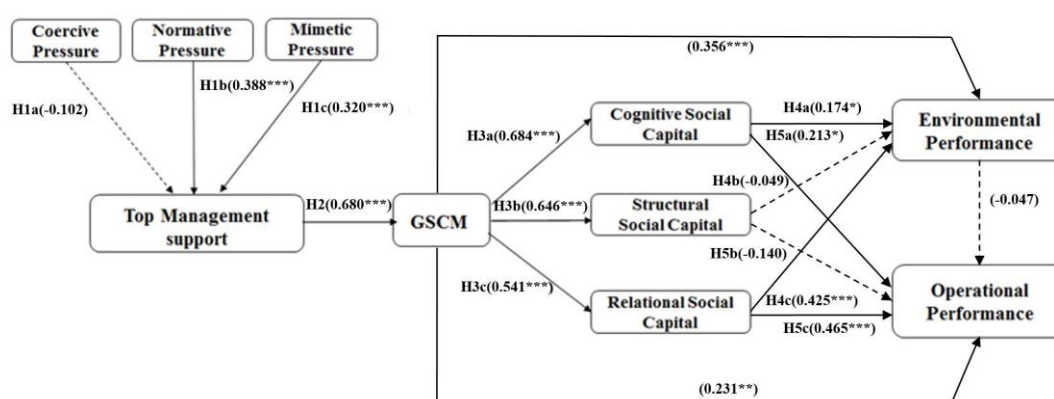 Coercive
Pressure
Normative
Pressure
Mimetic
Pressure
(0.356***)
H1a(-0.102)
H1b(0.388***)
H1c(0.320***)
H3a(0.684***)
Cognitive Social
Capital
H4a(0.174*)
H5a(0.213*)
Environmental
Performance
Top Management
support
H2(0.680***)
GSCM
H3b(0.646***)
Structural
Social Capital
H4b(-0.049)
(-0.047)
H5b(-0.140)
H3c(0.541***)
Relational Social
Capital
H4c(0.425***)
H5c(0.465***)
Operational
Performance
(0.231**)